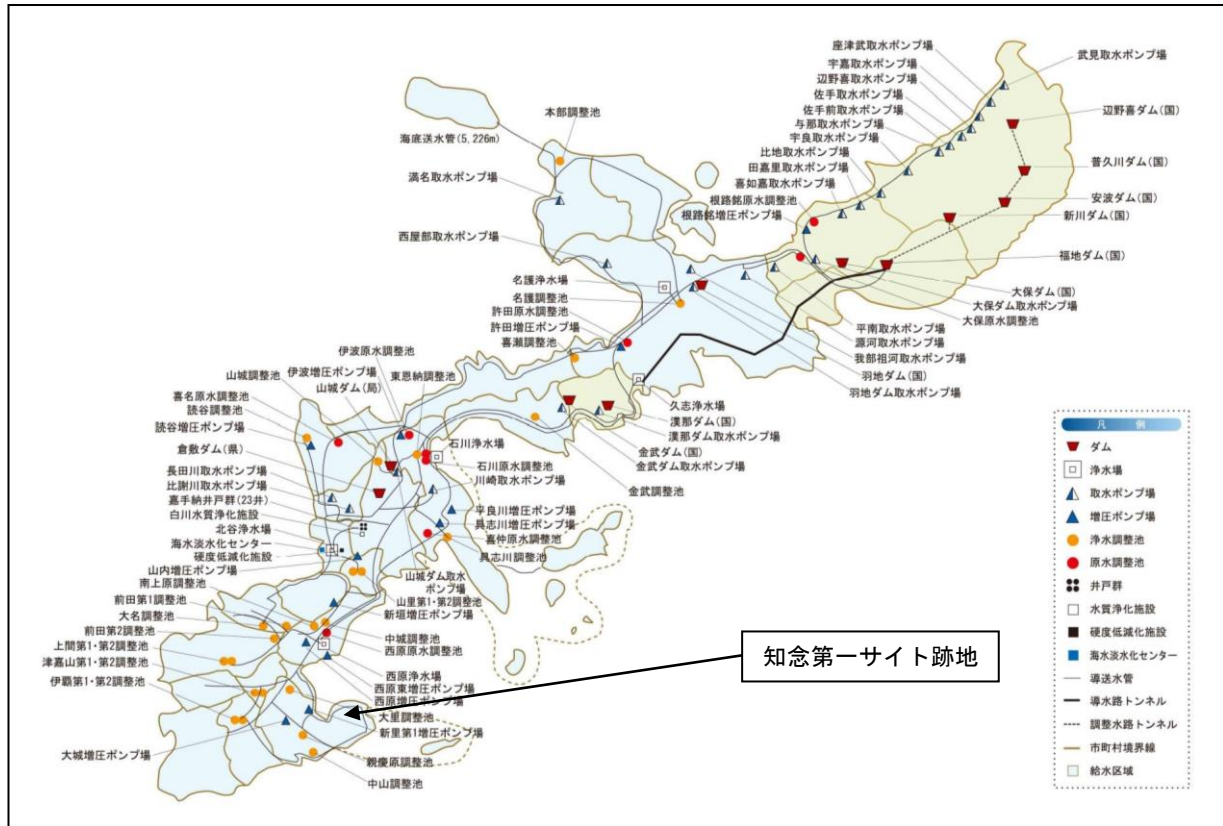 座津武取水ポンプ場
宇嘉取水ポンプ場
辺野喜取水ポンプ場
佐手取水ポンプ場
佐手前取水ポンプ場
与那取水ポンプ場
宇良取水ポンプ場
比地取水ポンプ場
田嘉里取水ポンプ場
喜如嘉取水ポンプ場
根路銘原水調整池
根路銘増圧ポンプ場
武見取水ポンプ場
辺野喜ダム(国)
普久川ダム(国)
安波ダム(国)
新川ダム(国)
福地ダム(国)
大保ダム(国)
大保ダム取水ポンプ場
大保原水調整池
平南取水ポンプ場
源河取水ポンプ場
我部祖河取水ポンプ場
羽地ダム(国)
羽地ダム取水ポンプ場
本部調整池
海底送水管(5,226m)
満名取水ポンプ場
西屋部取水ポンプ場
名護浄水場
名護調整池
許田原水調整池
許田増圧ポンプ場
喜瀬調整池
久志浄水場
漢那ダム(国)
漢那ダム取水ポンプ場
金武ダム(国)
金武ダム取水ポンプ場
金武調整池
伊波原水調整池
伊波増圧ポンプ場
東恩納調整池
山城調整池
山城ダム(局)
喜名原水調整池
読谷調整池
読谷増圧ポンプ場
倉敷ダム(県)
長田川取水ポンプ場
比謝川取水ポンプ場
嘉手納井戸群(23井)
白川水質浄化施設
北谷浄水場
海水淡水化センター
硬度低減化施設
山内増圧ポンプ場
石川浄水場
石川原水調整池
川崎取水ポンプ場
平良川増圧ポンプ場
具志川増圧ポンプ場
喜仲原水調整池
具志川調整池
山城ダム取水
ポンプ場
山里第1・第2調整池
新垣増圧ポンプ場
南上原調整池
前田第1調整池
大名調整池
前田第2調整池
上間第1・第2調整池
津嘉山第1・第2調整池
伊覇第1・第2調整池
中城調整池
西原原水調整池
西原浄水場
西原東増圧ポンプ場
西原増圧ポンプ場
大里調整池
新里第1増圧ポンプ場
大城増圧ポンプ場
親慶原調整池
中山調整池
知念第一サイト跡地
凡例
ダム
浄水場
取水ポンプ場
増圧ポンプ場
浄水調整池
原水調整池
井戸群
水質浄化施設
硬度低減化施設
海水淡水化センター
導送水管
導水路トンネル
調整水路トンネル
市町村境界線
給水区域